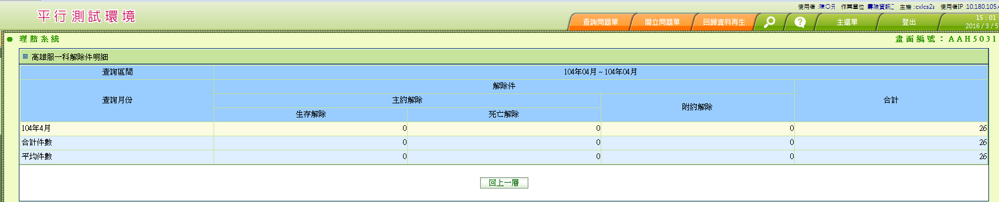 使用者 :陳○元 作業單位 :壽險資訊 主機 :cxlcs2a 使用者IP :10.180.105.4
平行測試環境
查詢問題單 開立問題單 回歸資料再生 主選單 登出 15 : 01
2016 / 3 / 5
理賠系統 畫面編號：AAH5031
高雄服一科解除件明細
查詢區間 104年04月 ~ 104年04月
查詢月份 解除件 合計
主約解除 附約解除
生存解除 死亡解除
104年4月 0 0 0 26
合計件數 0 0 0 26
平均件數 0 0 0 26
回上一層